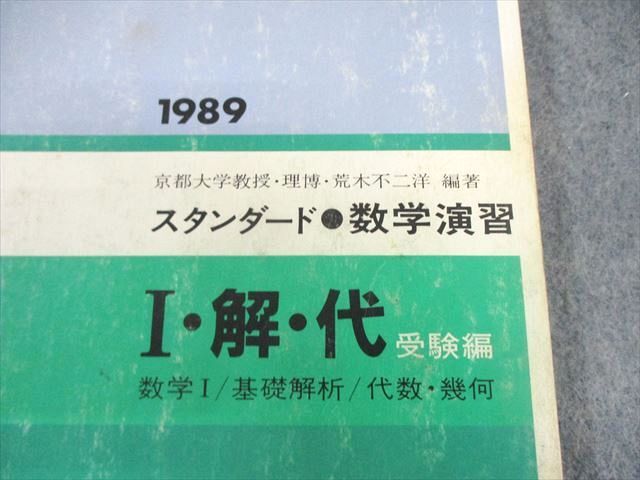 1989
京都大学教授・理博・荒木不二洋 編著
スタンダード●数学演習
I・解・代 受験編
数学I/基礎解析/代数・幾何